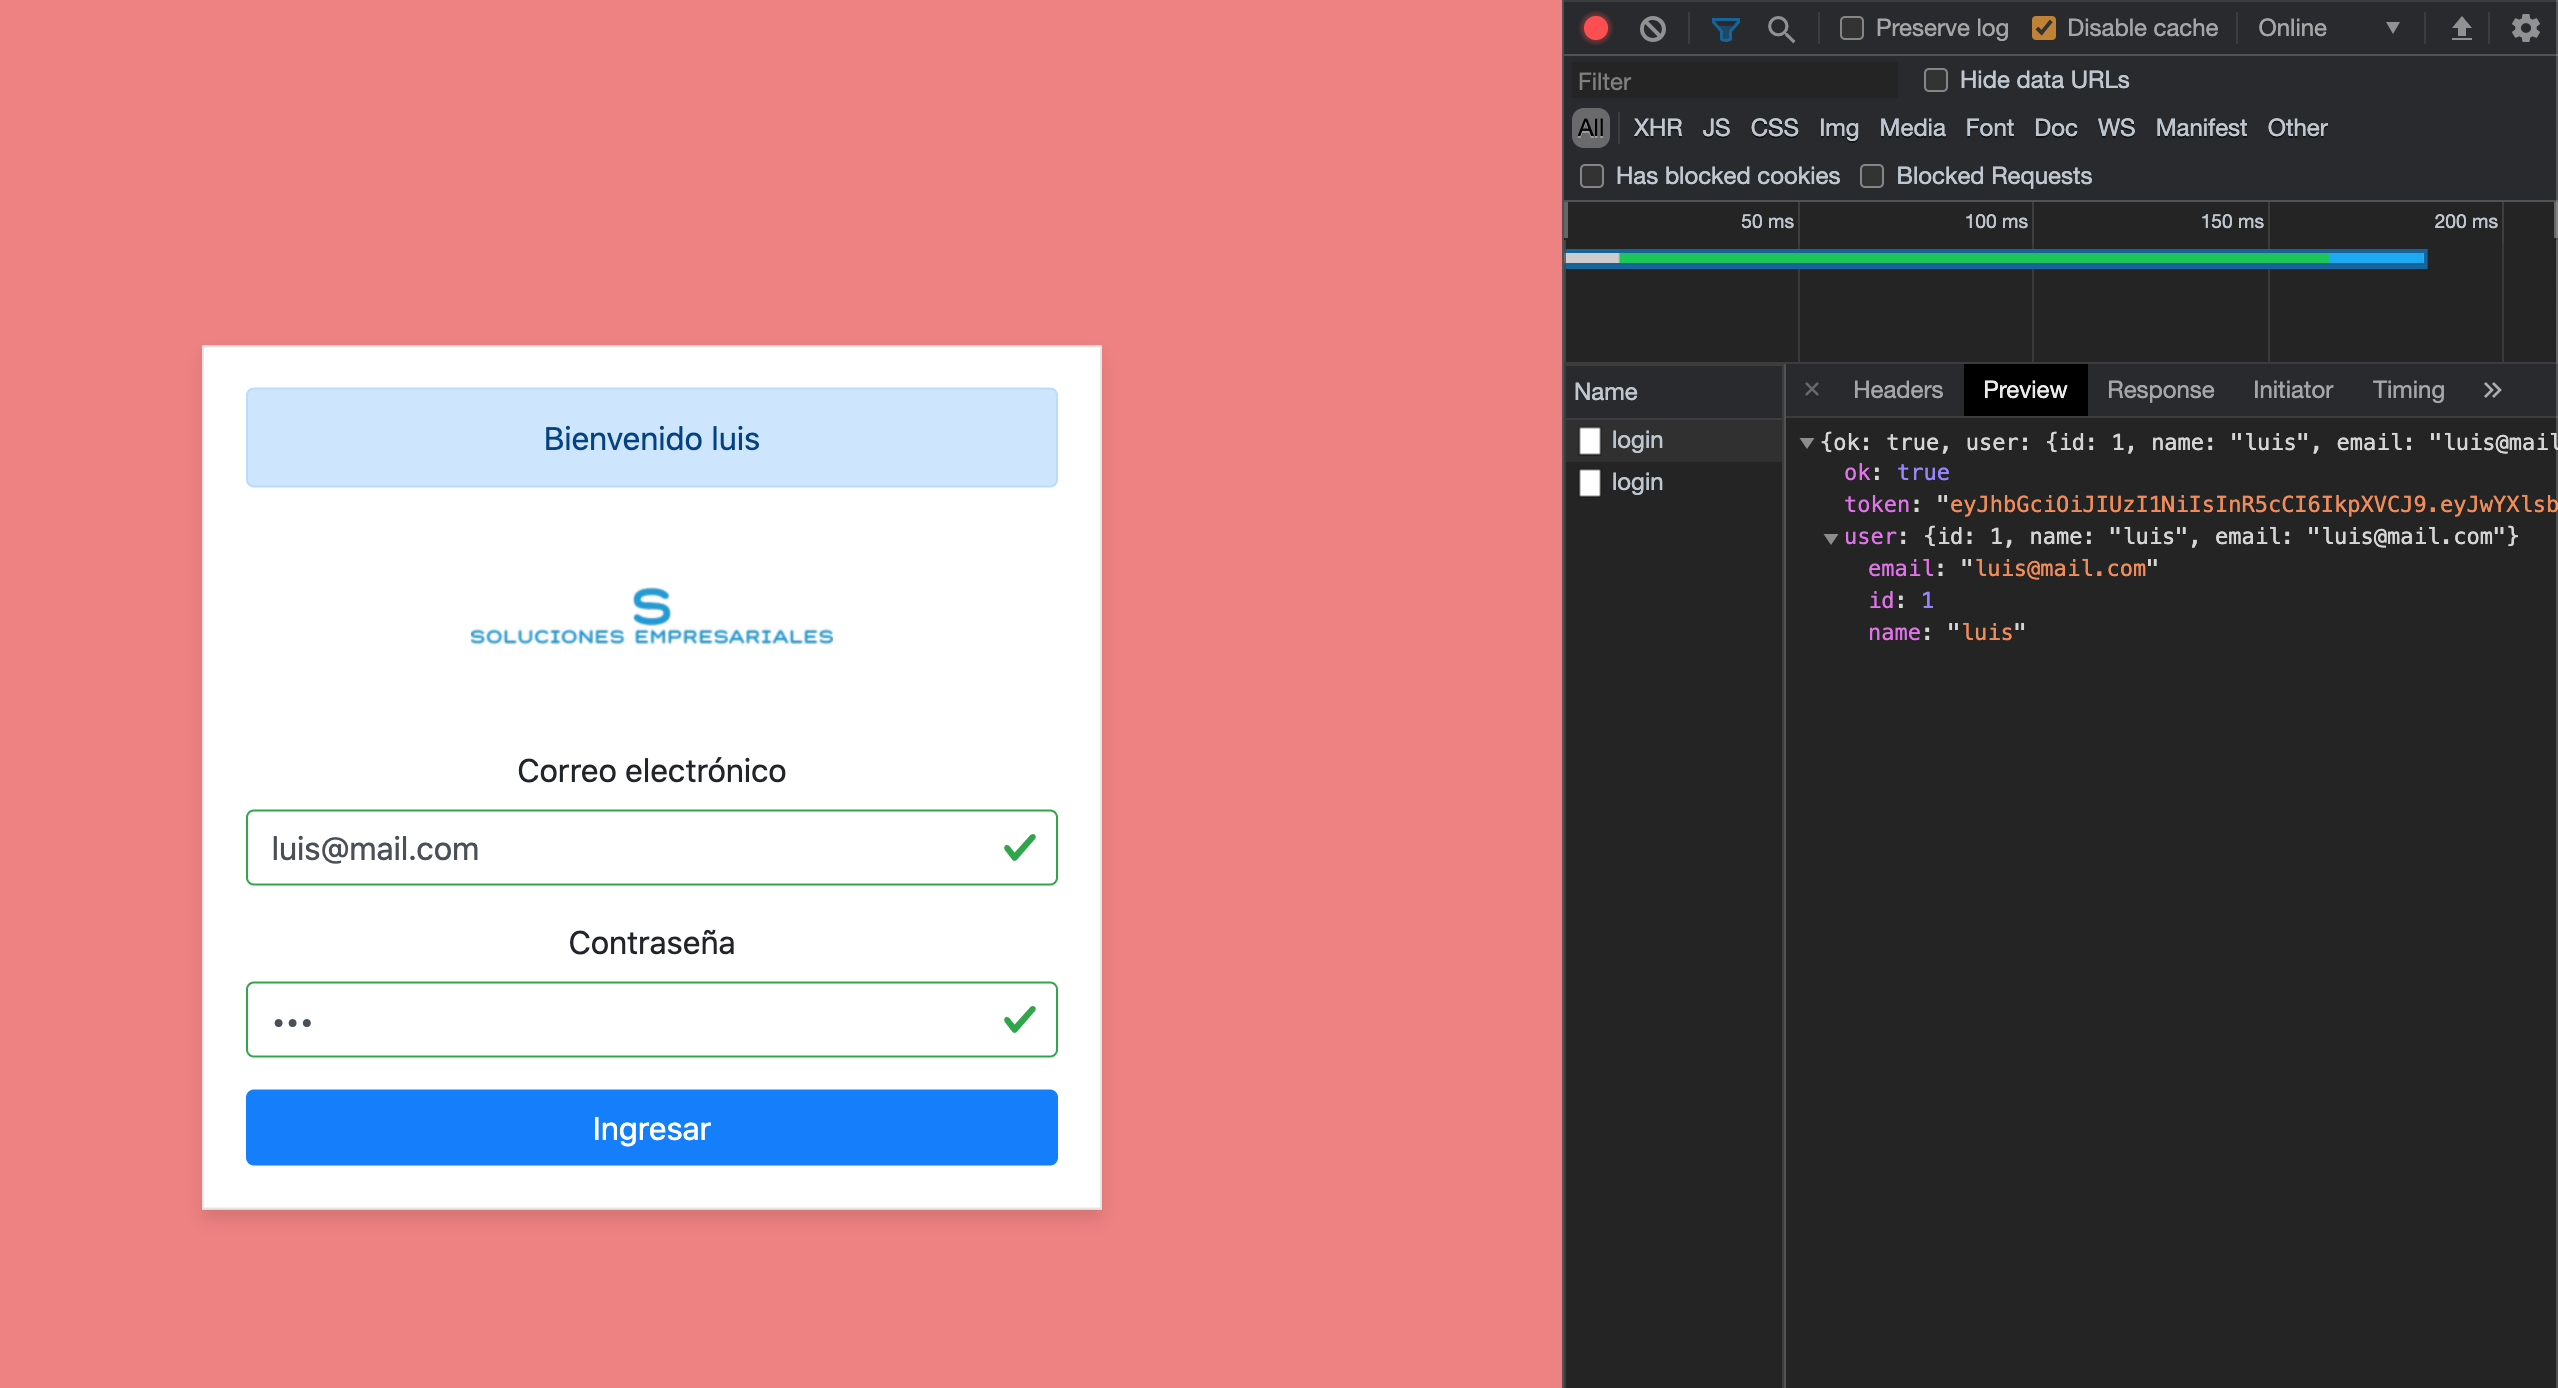 Bienvenido luis
S
SOLUCIONES EMPRESARIALES
Correo electrónico
luis@mail.com
Contraseña
•••
Ingresar
Preserve log
Disable cache
Online
Filter
Hide data URLs
All XHR JS CSS Img Media Font Doc WS Manifest Other
Has blocked cookies
Blocked Requests
50 ms 100 ms 150 ms 200 ms
Name
login
login
× Headers Preview Response Initiator Timing »
{ok: true, user: {id: 1, name: "luis", email: "luis@mail
ok: true
token: "eyJhbGciOiJIUzI1NiIsInR5cCI6IkpXVCJ9.eyJwYXlsb
user: {id: 1, name: "luis", email: "luis@mail.com"}
email: "luis@mail.com"
id: 1
name: "luis"